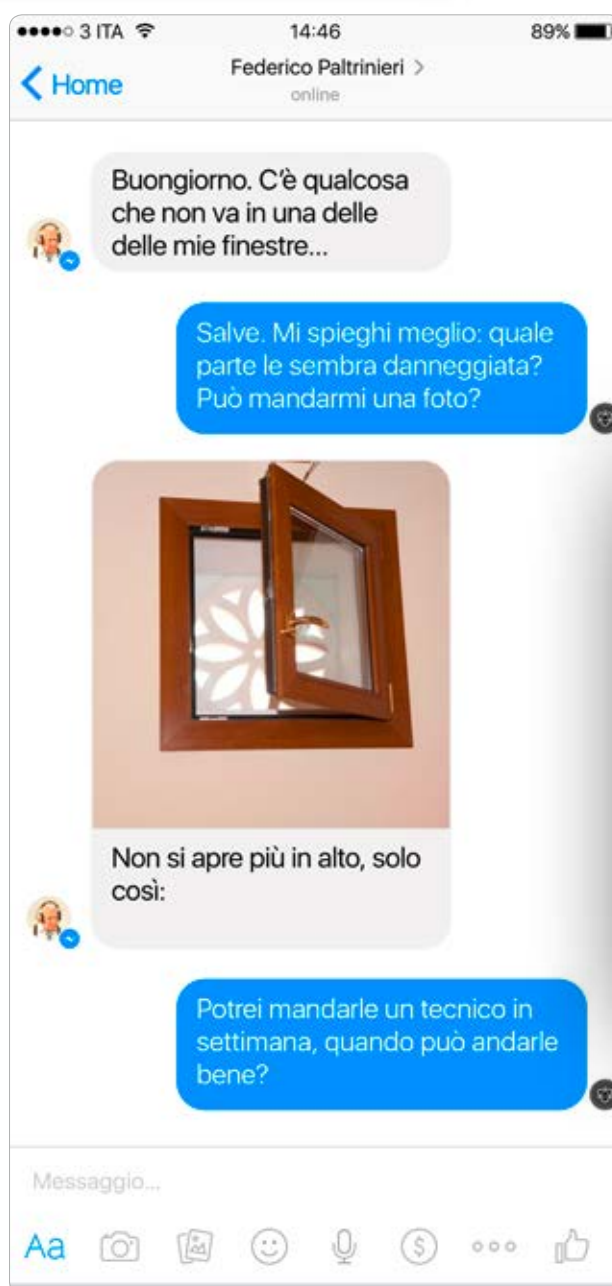 3 ITA 14:46 89%
Home Federico Paltrinieri >
online
Buongiorno. C'è qualcosa
che non va in una delle
delle mie finestre...
Salve. Mi spieghi meglio: quale
parte le sembra danneggiata?
Può mandarmi una foto?
Non si apre più in alto, solo
così:
Potrei mandarle un tecnico in
settimana, quando può andarle
bene?
Messaggio...
Aa